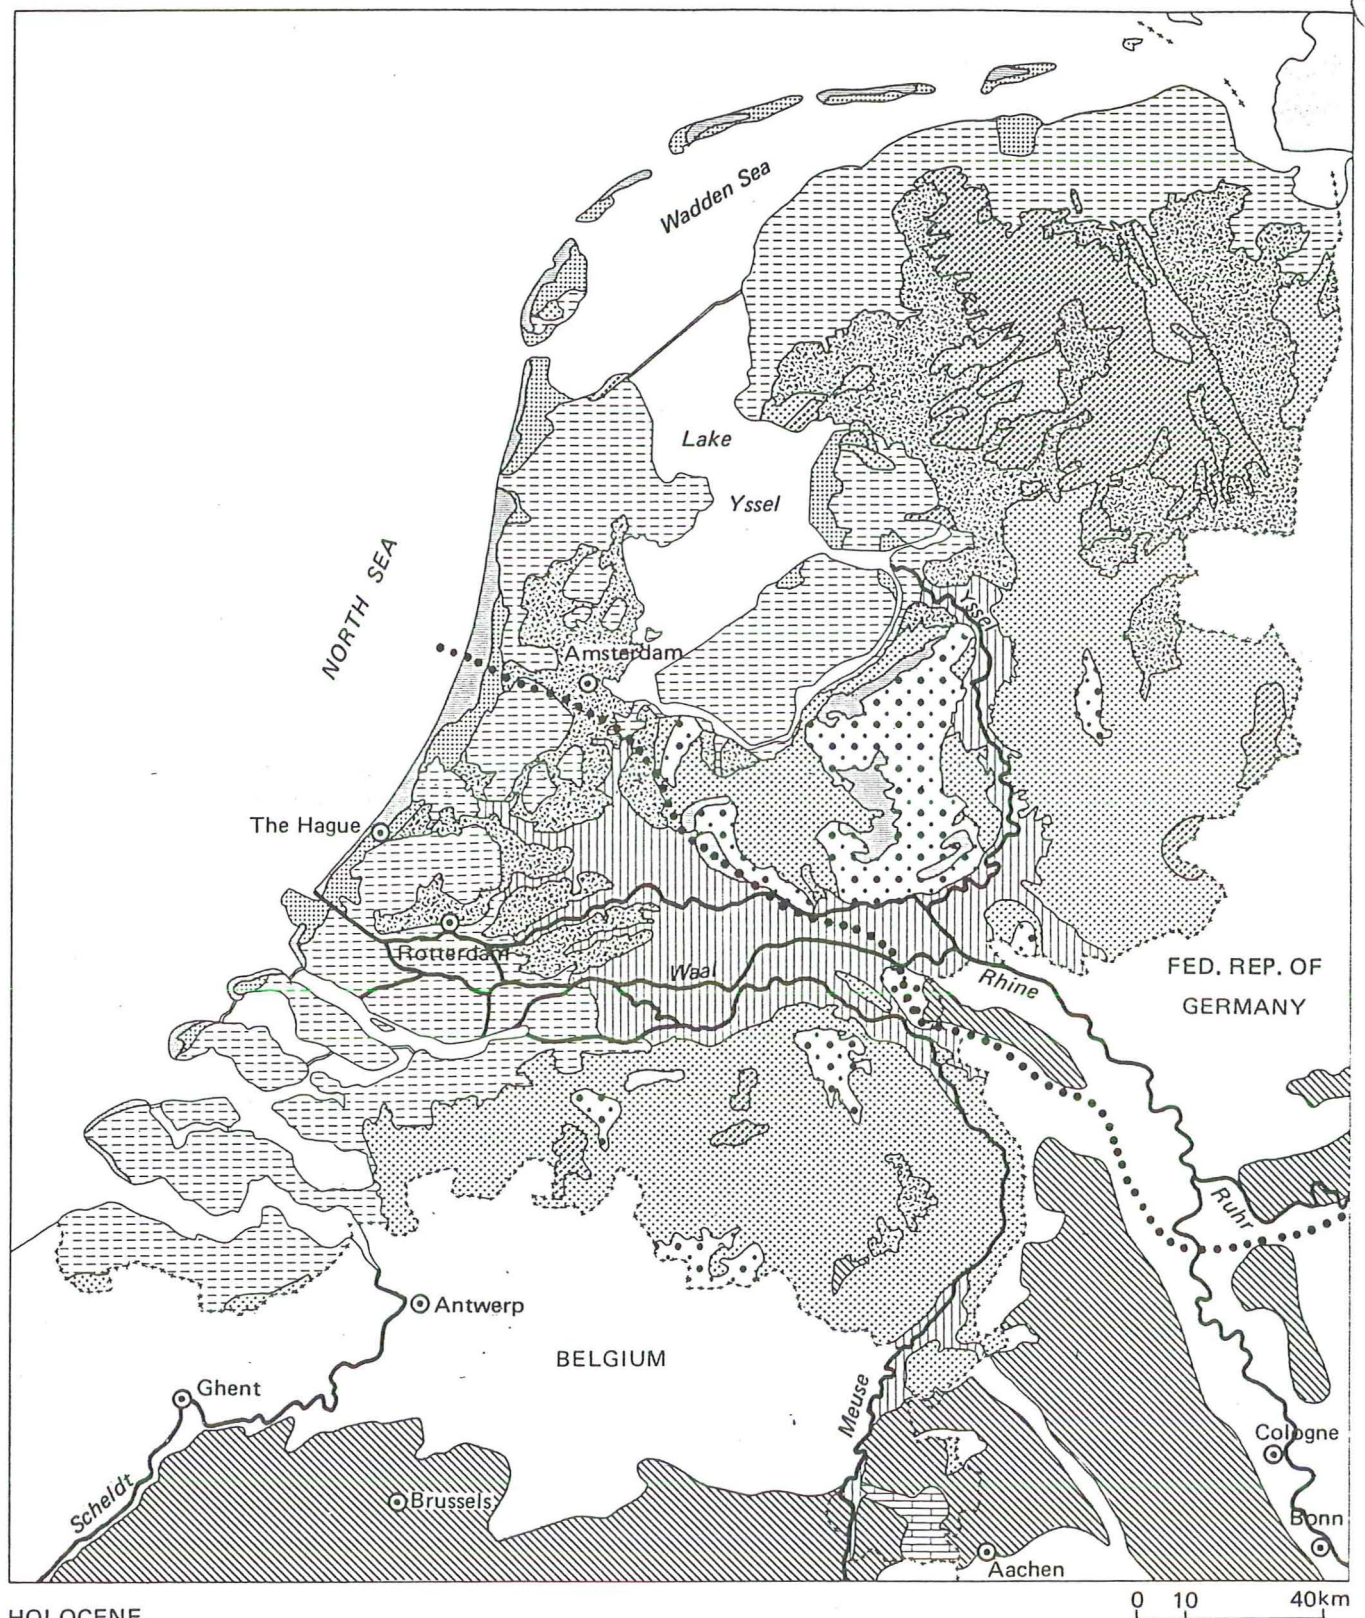 Wadden Sea
Lake
Yssel
NORTH SEA
Yssel
Amsterdam
The Hague
Rotterdam
Waal
Rhine
FED. REP. OF
GERMANY
Ruhr
Antwerp
BELGIUM
Ghent
Meuse
Cologne
Scheldt
Brussels
Bonn
Aachen
HOLOCENE
0 10 40km